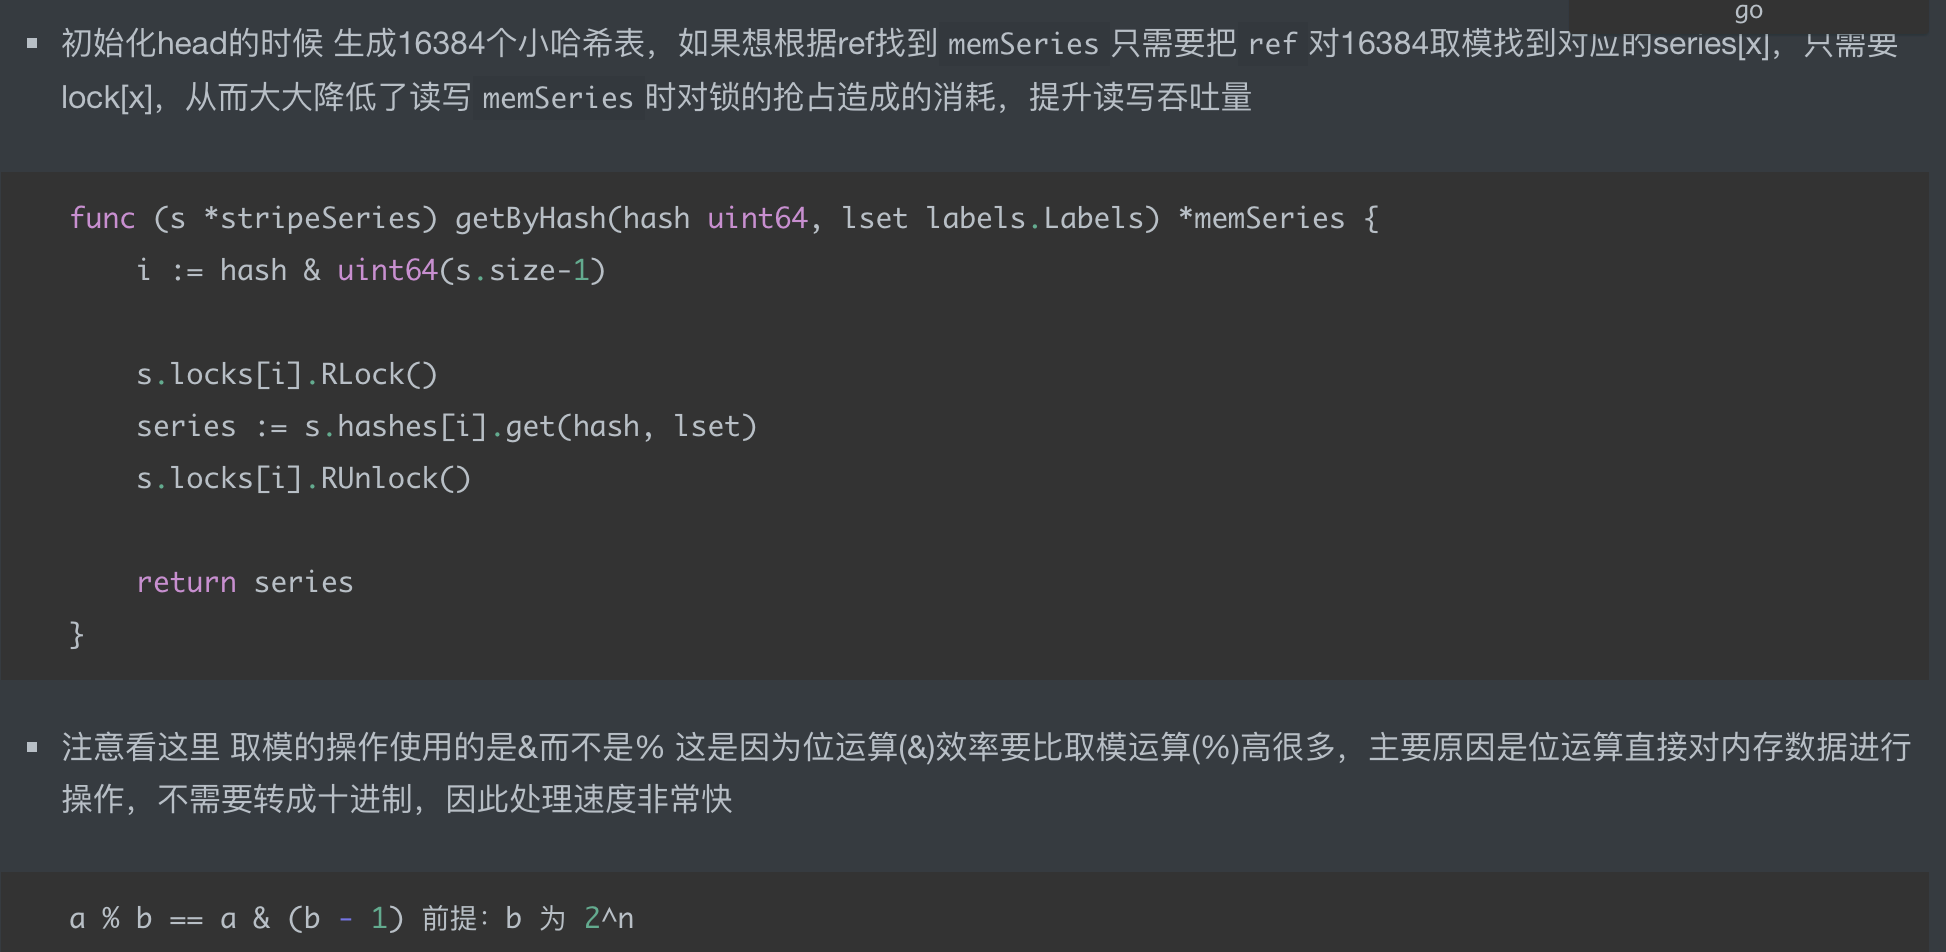 go
初始化head的时候 生成16384个小哈希表，如果想根据ref找到 memSeries 只需要把 ref 对16384取模找到对应的series[x]，只需要
lock[x]，从而大大降低了读写 memSeries 时对锁的抢占造成的消耗，提升读写吞吐量
func (s *stripeSeries) getByHash(hash uint64, lset labels.Labels) *memSeries {
i := hash & uint64(s.size-1)
s.locks[i].RLock()
series := s.hashes[i].get(hash, lset)
s.locks[i].RUnlock()
return series
}
注意看这里 取模的操作使用的是&而不是% 这是因为位运算(&)效率要比取模运算(%)高很多，主要原因是位运算直接对内存数据进行
操作，不需要转成十进制，因此处理速度非常快
a % b == a & (b - 1) 前提：b 为 2^n